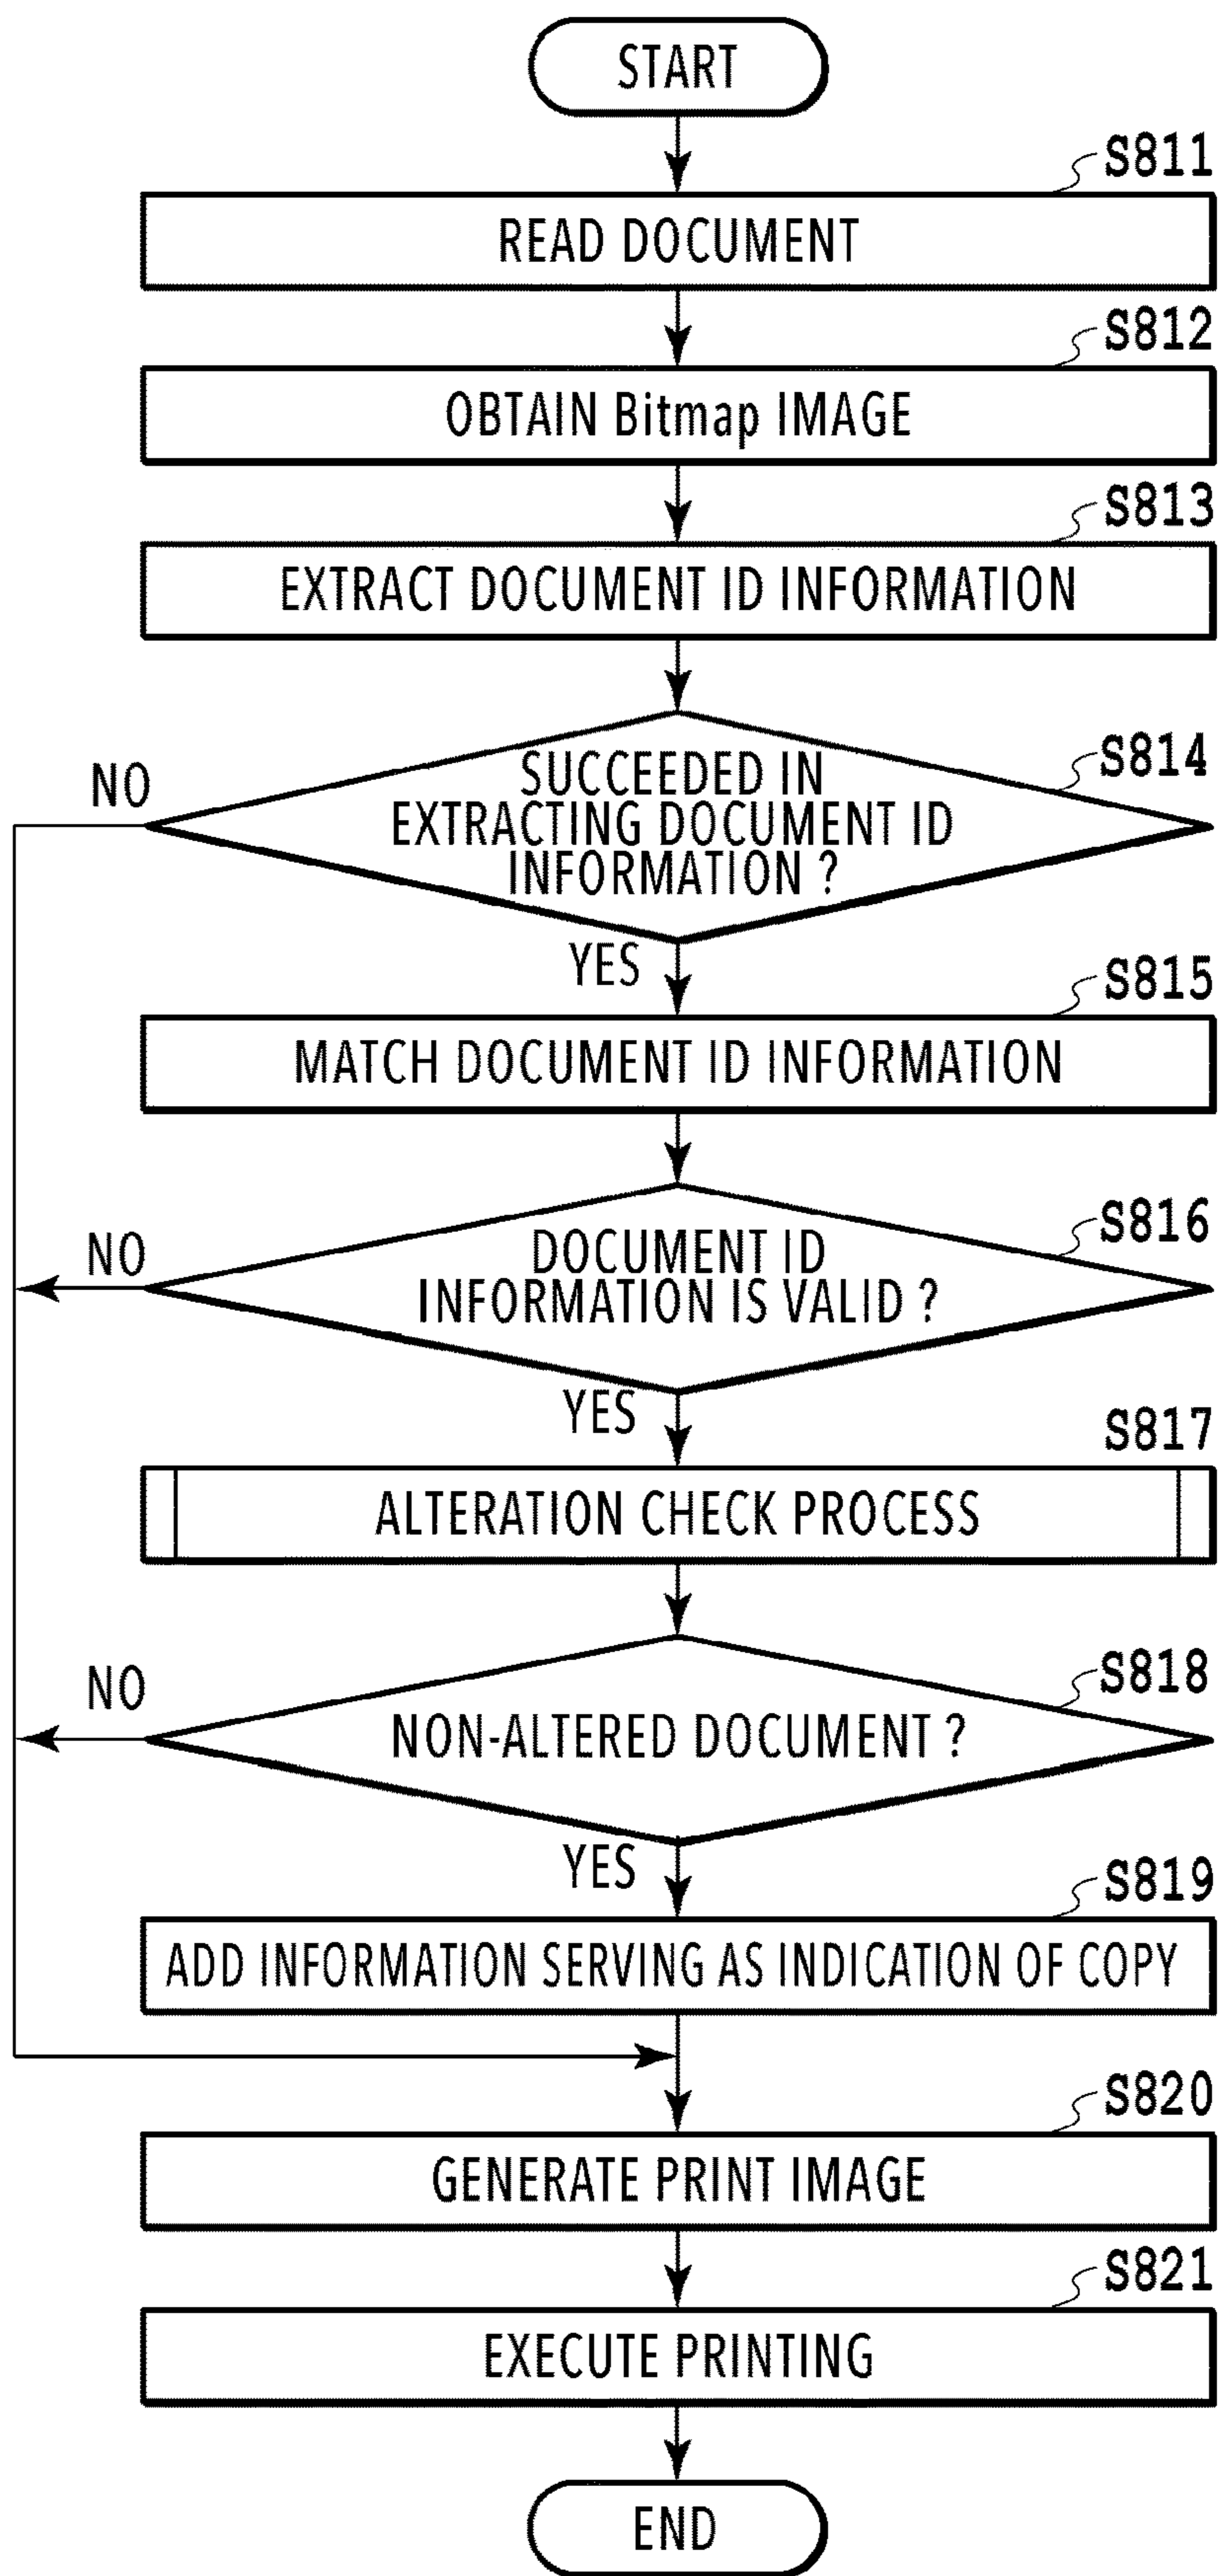 START
S811
READ DOCUMENT
S812
OBTAIN Bitmap IMAGE
S813
EXTRACT DOCUMENT ID INFORMATION
S814
NO
SUCCEEDED IN
EXTRACTING DOCUMENT ID
INFORMATION ?
YES
S815
MATCH DOCUMENT ID INFORMATION
S816
NO
DOCUMENT ID
INFORMATION IS VALID ?
YES
S817
ALTERATION CHECK PROCESS
S818
NO
NON-ALTERED DOCUMENT ?
YES
S819
ADD INFORMATION SERVING AS INDICATION OF COPY
S820
GENERATE PRINT IMAGE
S821
EXECUTE PRINTING
END